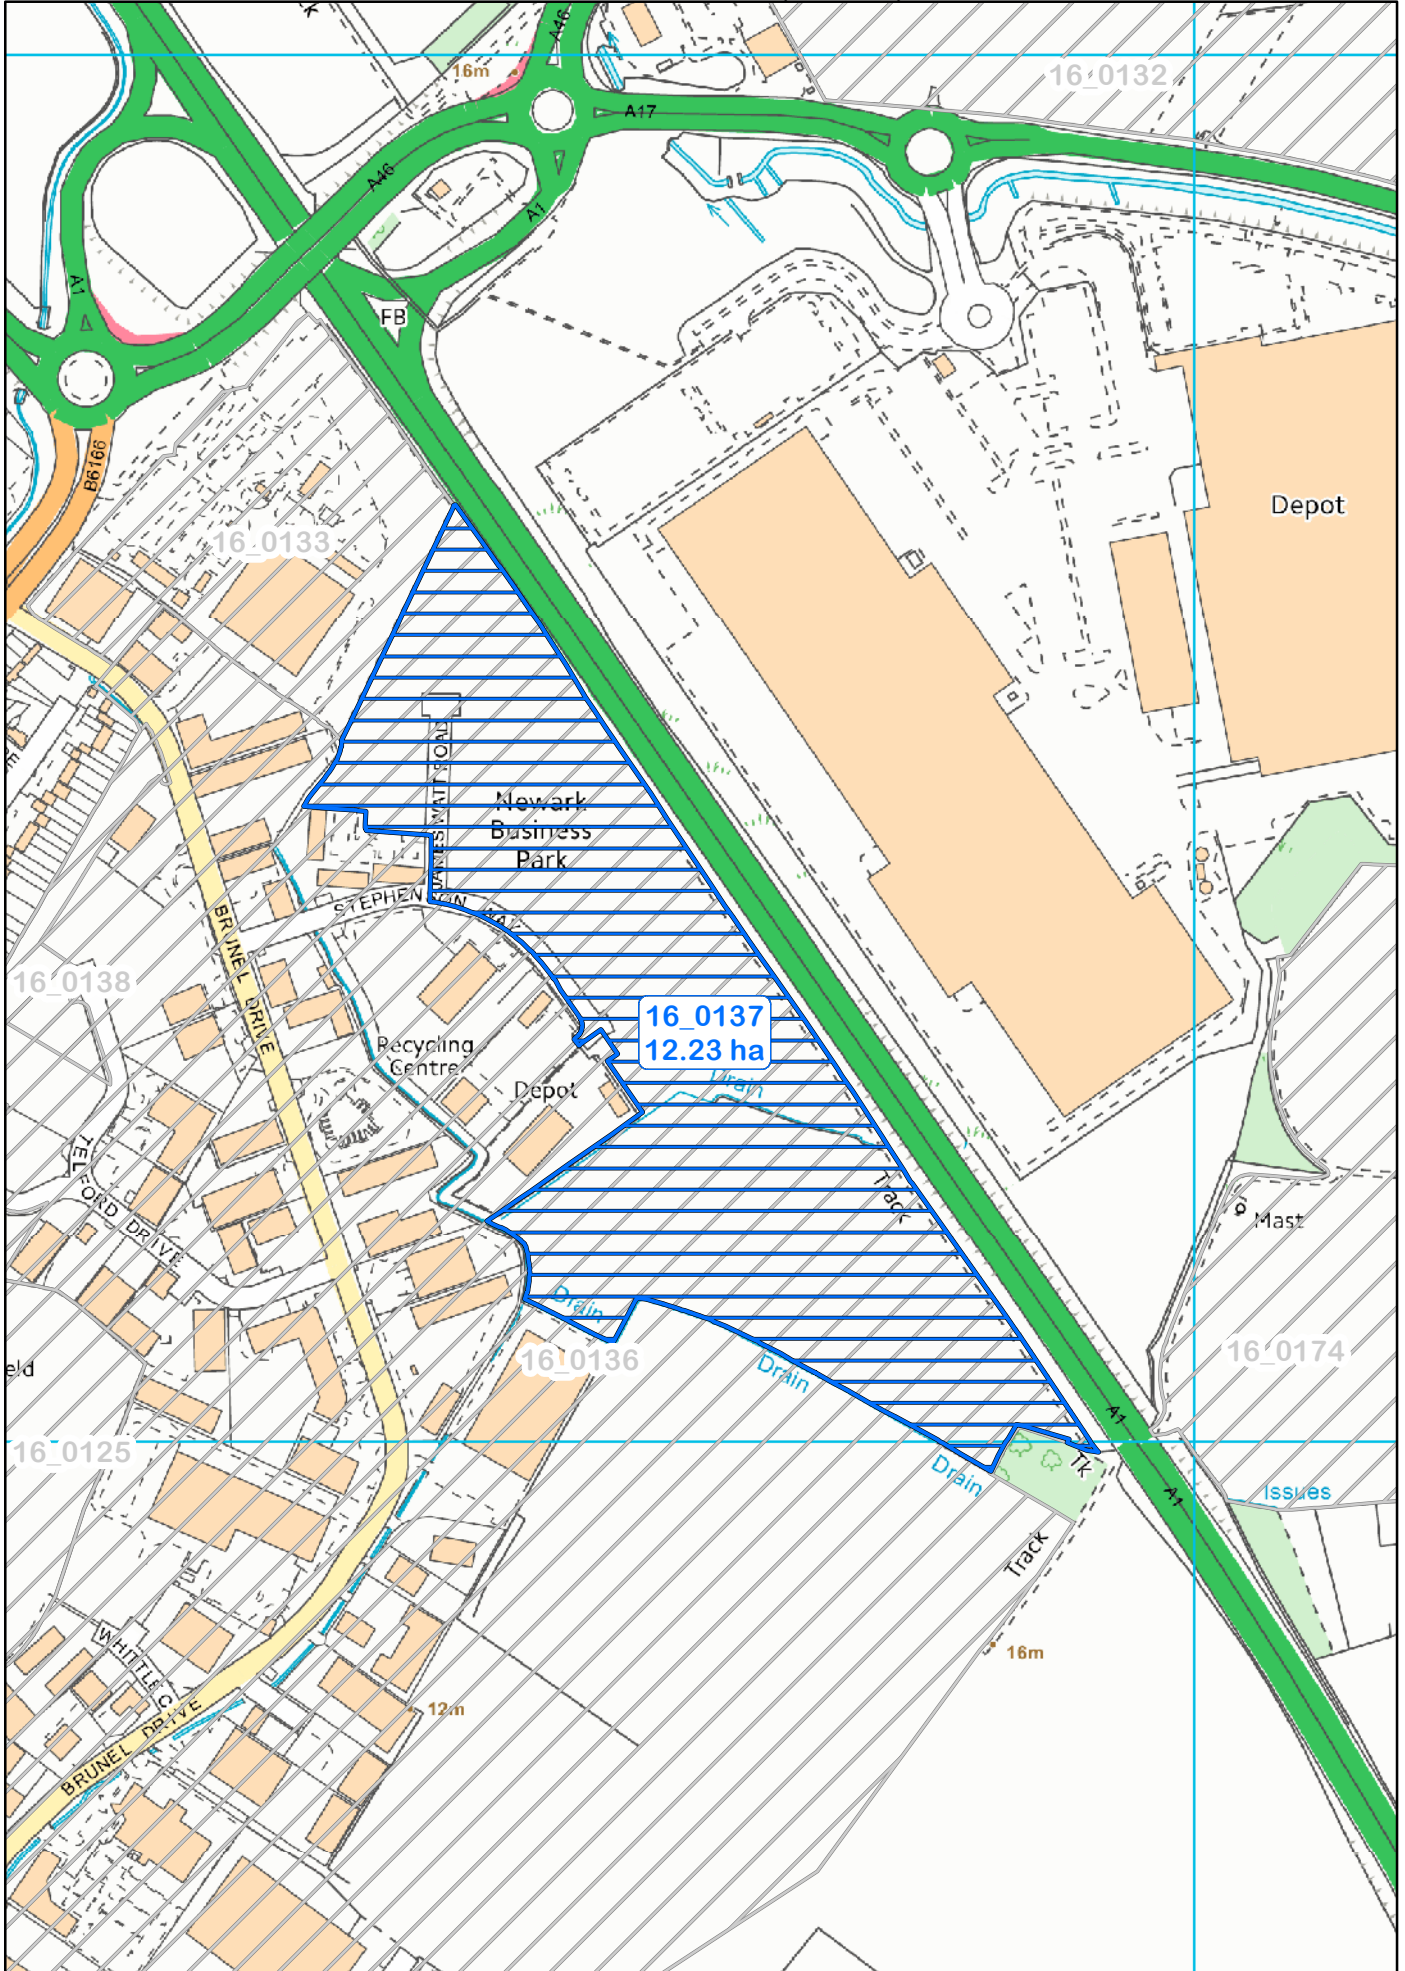 A46
16m
16_0132
A17
A46
A1
A1
FB
B6166
Depot
16_0133
JAMES WATT ROAD
Newark
Business
Park
STEPHENSON WAY
BRUNEL DRIVE
16_0138
16_0137
12.23 ha
Recycling
Centre
Depot
Drain
Track
TELFORD DRIVE
Mast
Drain
16_0136
Drain
16_0174
eld
A1
16_0125
Tk
Drain
A1
Issues
Track
16m
WHITTLE C
12m
BRUNEL DRIVE